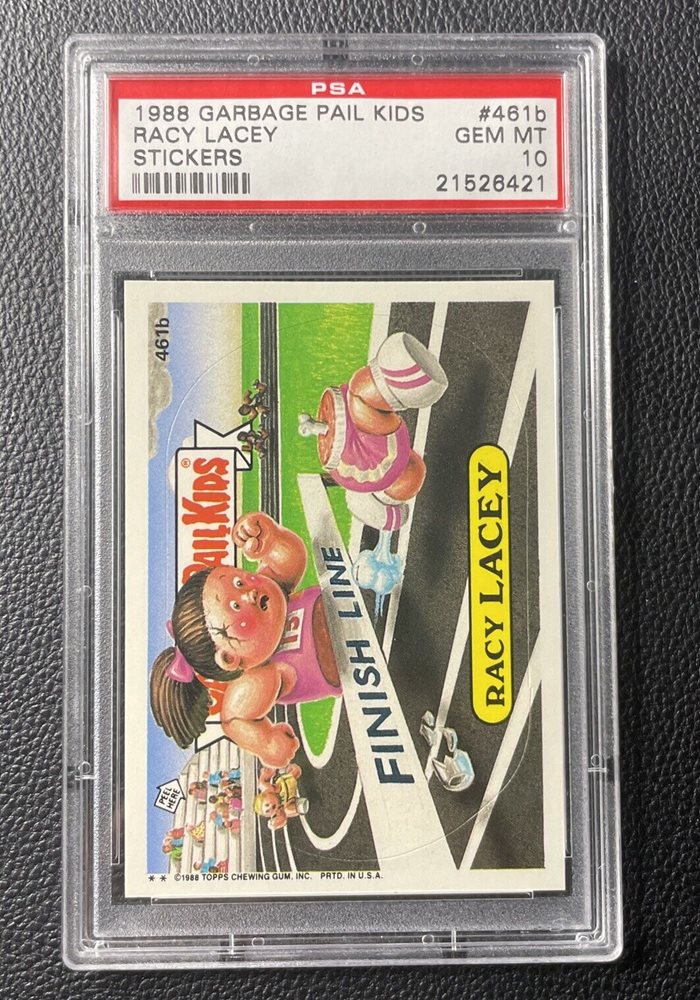 PSA
1988 GARBAGE PAIL KIDS #461b
RACY LACEY GEM MT
STICKERS 10
21526421
461b
PAIL KIDS®
15
FINISH LINE
RACY LACEY
PEEL
HERE
** ©1988 TOPPS CHEWING GUM, INC. PRTD. IN U.S.A.